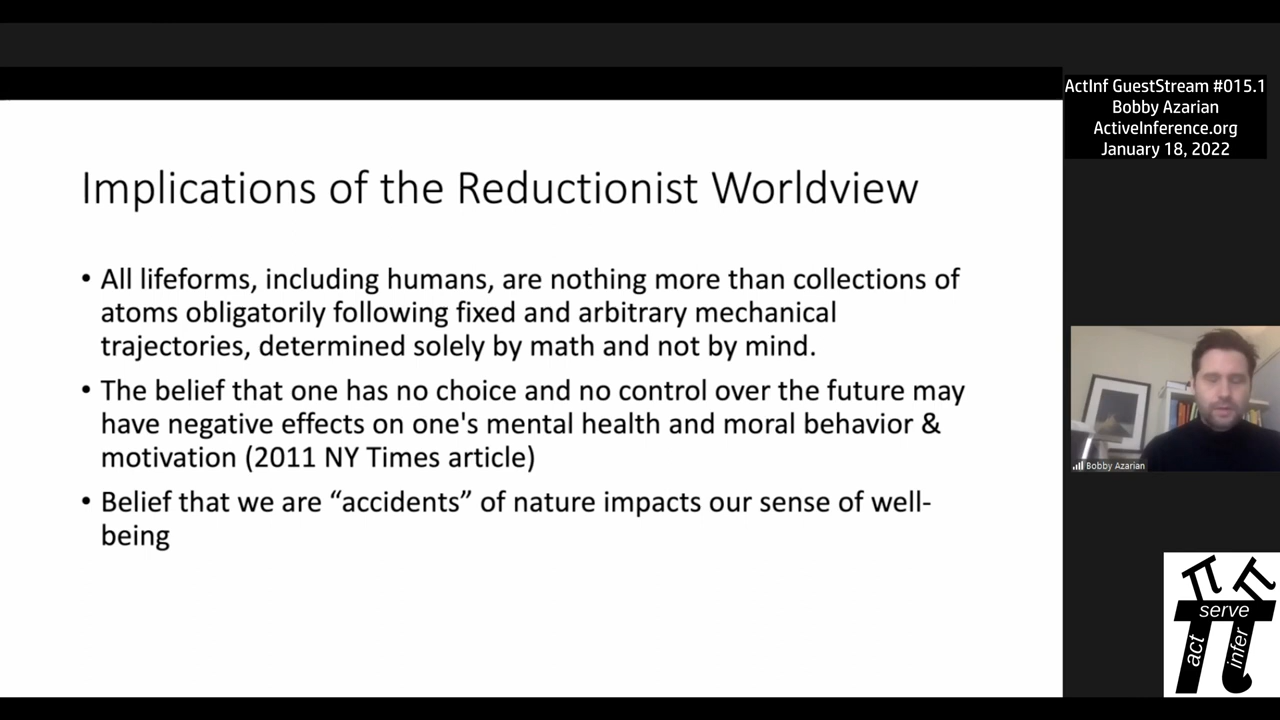 Implications of the Reductionist Worldview
• All lifeforms, including humans, are nothing more than collections of
atoms obligatorily following fixed and arbitrary mechanical
trajectories, determined solely by math and not by mind.
• The belief that one has no choice and no control over the future may
have negative effects on one's mental health and moral behavior &
motivation (2011 NY Times article)
• Belief that we are “accidents” of nature impacts our sense of well-
being
ActInf GuestStream #015.1
Bobby Azarian
ActiveInference.org
January 18, 2022
Bobby Azarian
serve
act
infer